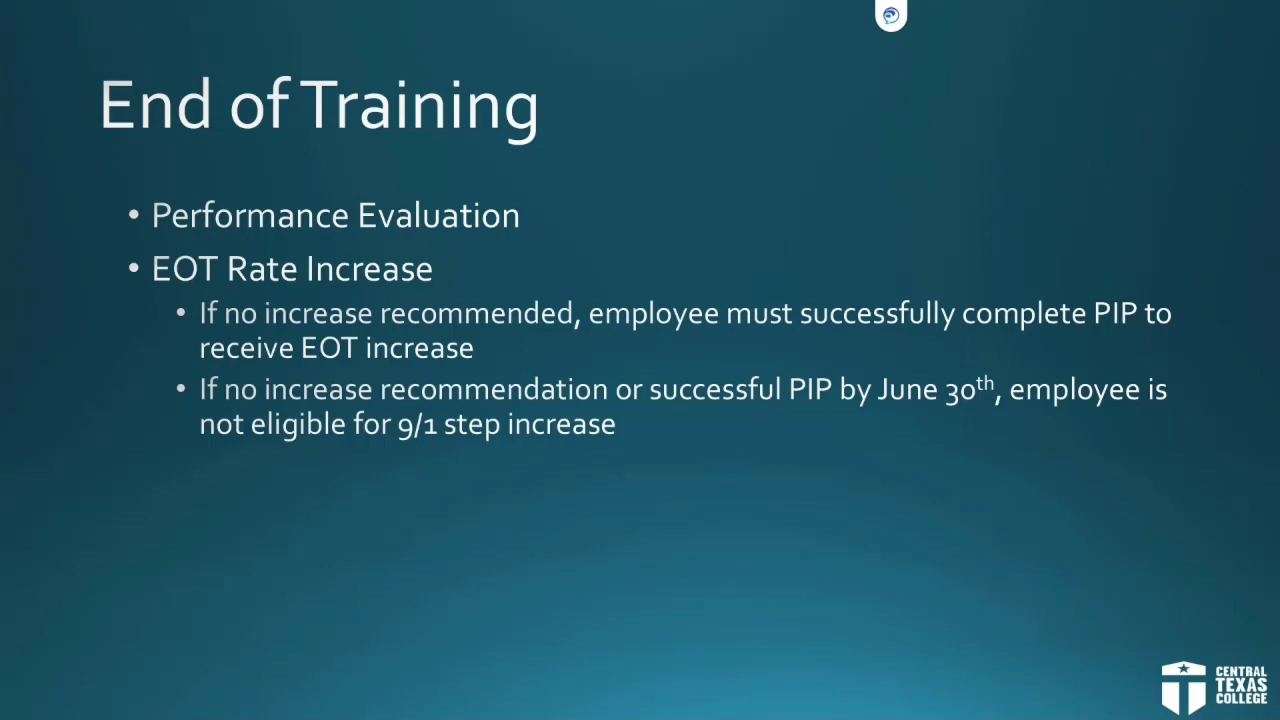 End of Training
• Performance Evaluation
• EOT Rate Increase
• If no increase recommended, employee must successfully complete PIP to
receive EOT increase
• If no increase recommendation or successful PIP by June 30th, employee is
not eligible for 9/1 step increase
CENTRAL
TEXAS
COLLEGE